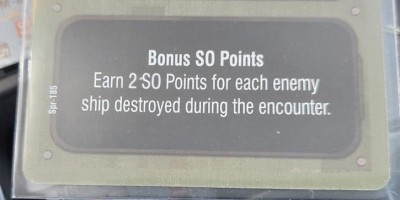 Bonus SO Points
Earn 2 SO Points for each enemy
ship destroyed during the encounter.
Spr-185